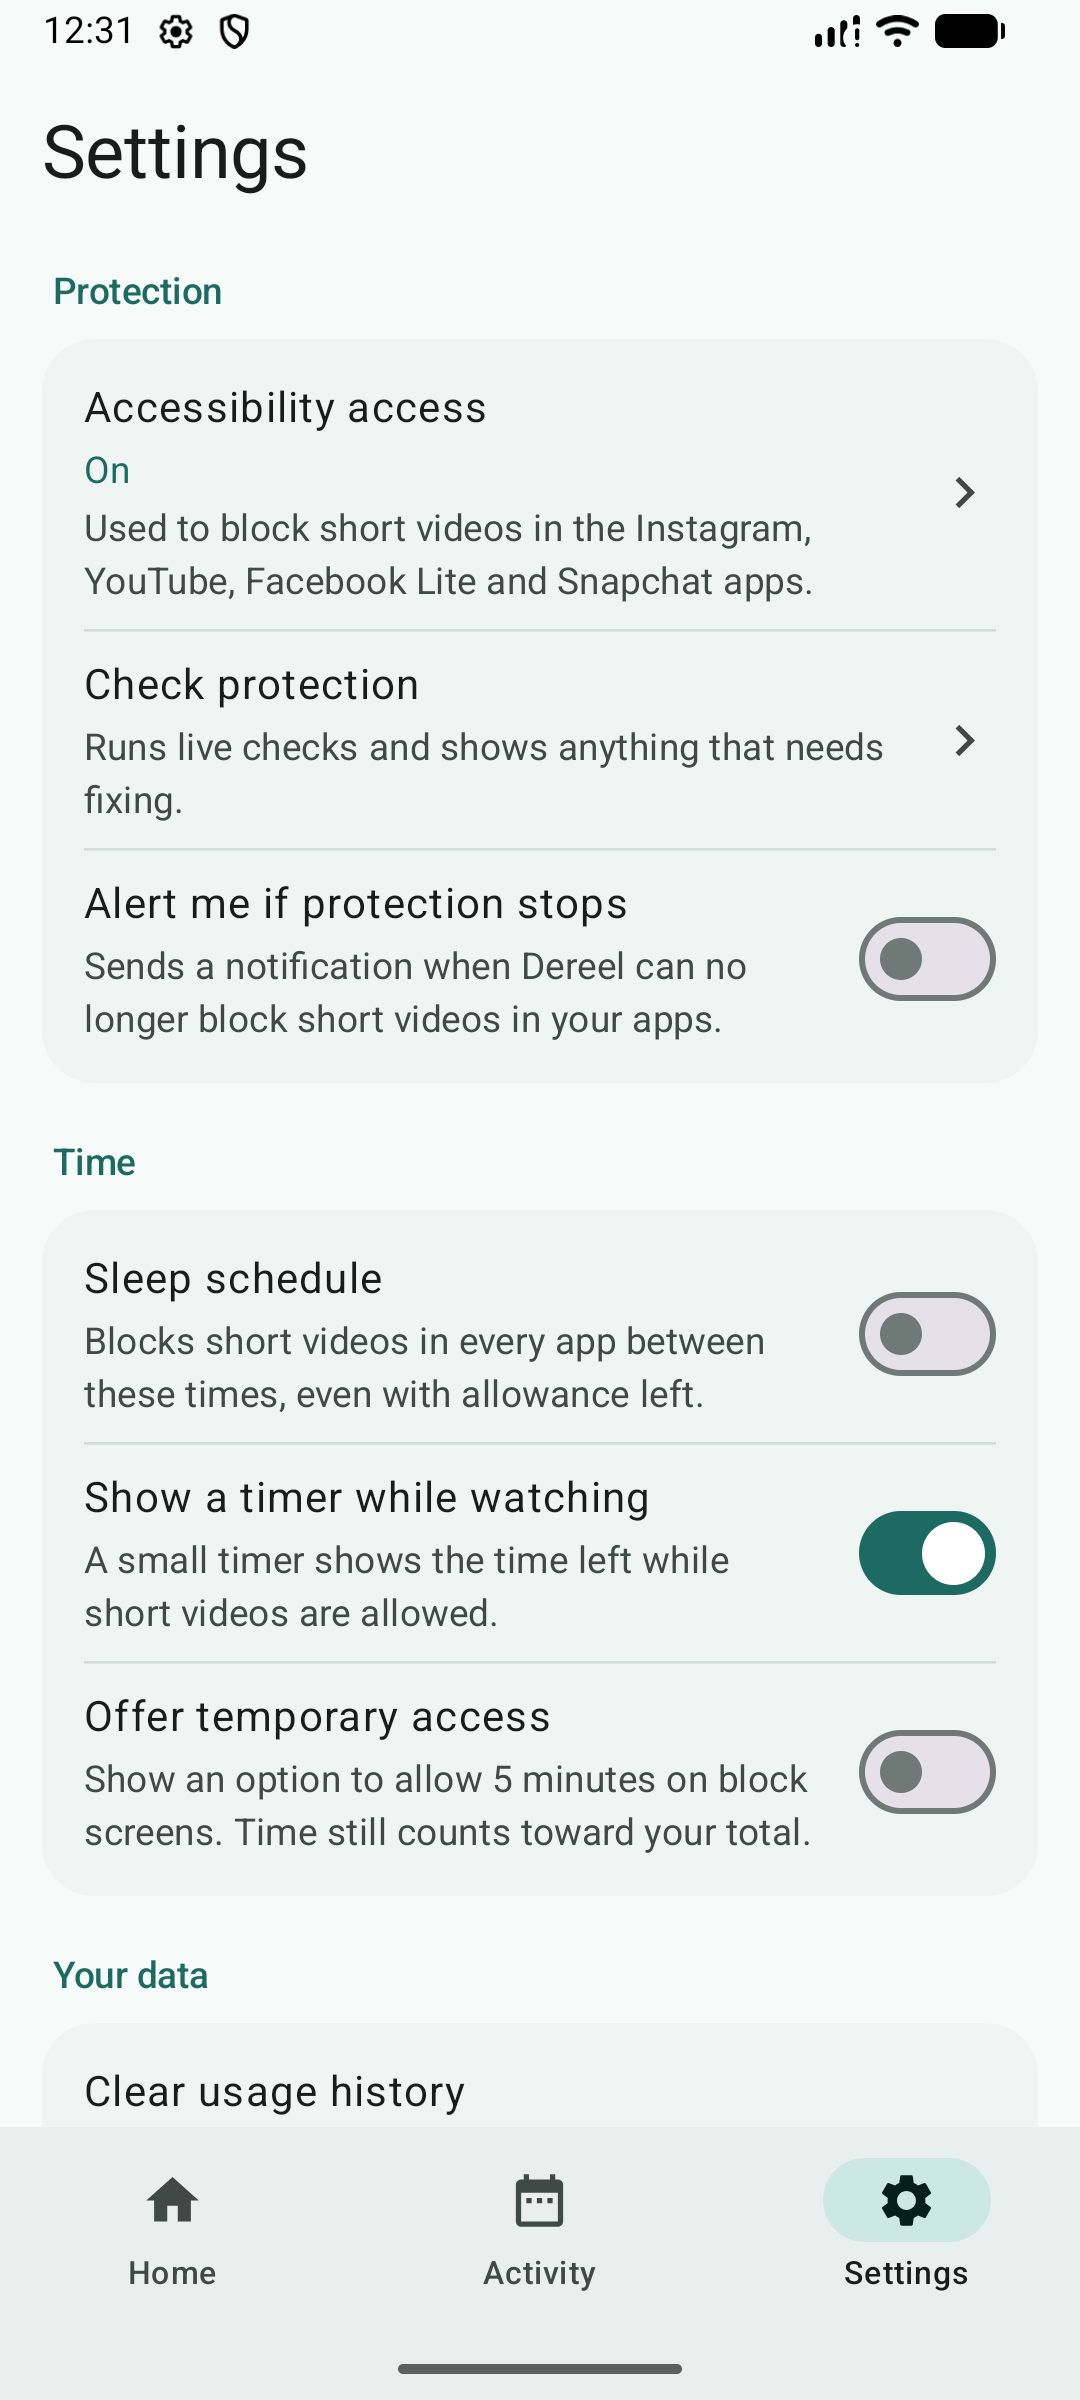 12:31
Settings
Protection
Accessibility access
On
Used to block short videos in the Instagram,
YouTube, Facebook Lite and Snapchat apps.
Check protection
Runs live checks and shows anything that needs
fixing.
Alert me if protection stops
Sends a notification when Dereel can no
longer block short videos in your apps.
Time
Sleep schedule
Blocks short videos in every app between
these times, even with allowance left.
Show a timer while watching
A small timer shows the time left while
short videos are allowed.
Offer temporary access
Show an option to allow 5 minutes on block
screens. Time still counts toward your total.
Your data
Clear usage history
Home
Activity
Settings